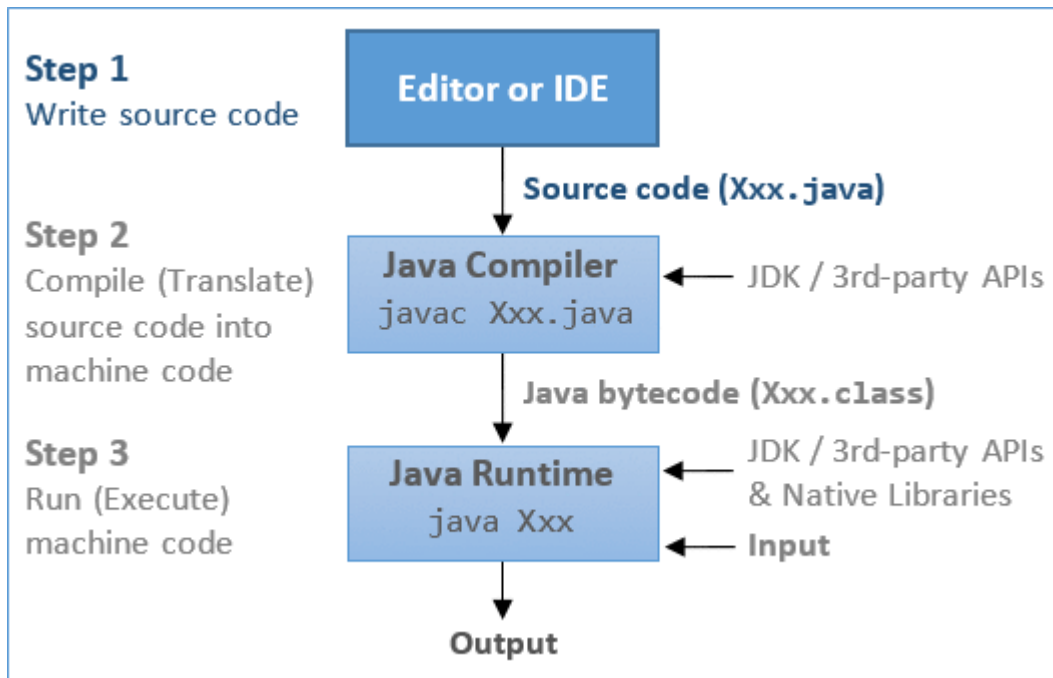 Step 1
Write source code
Editor or IDE
Source code (Xxx.java)
Step 2
Compile (Translate)
source code into
machine code
Java Compiler
javac Xxx.java
JDK / 3rd-party APIs
Java bytecode (Xxx.class)
Step 3
Run (Execute)
machine code
Java Runtime
java Xxx
JDK / 3rd-party APIs
& Native Libraries
Input
Output